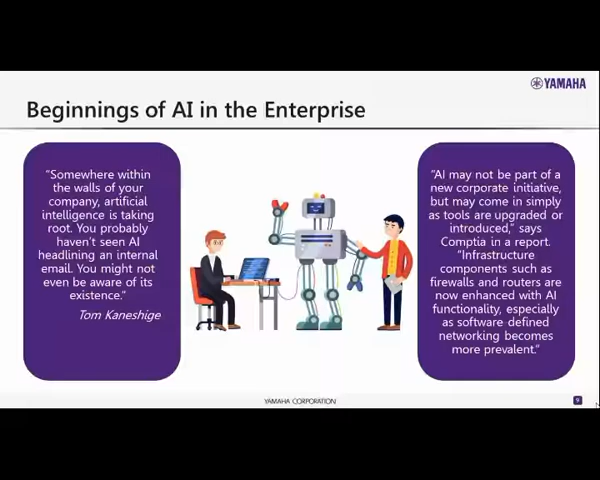 YAMAHA
Beginnings of AI in the Enterprise
“Somewhere within
the walls of your
company, artificial
intelligence is taking
root. You probably
haven’t seen AI
headlining an internal
email. You might not
even be aware of its
existence.”
Tom Kaneshige
“AI may not be part of a
new corporate initiative,
but may come in simply
as tools are upgraded or
introduced,” says
Comptia in a report.
“Infrastructure
components such as
firewalls and routers are
now enhanced with AI
functionality, especially
as software defined
networking becomes
more prevalent.”
YAMAHA CORPORATION
9